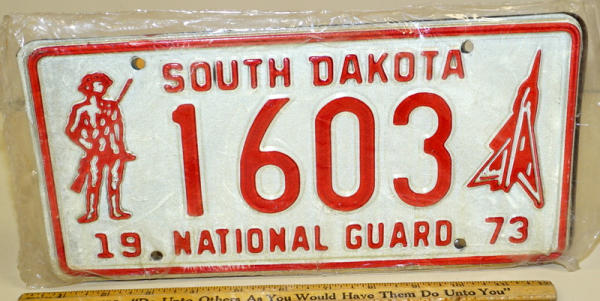 SOUTH DAKOTA
1603
19 NATIONAL GUARD 73
"Do Unto Others As You Would Have Them Do Unto You"